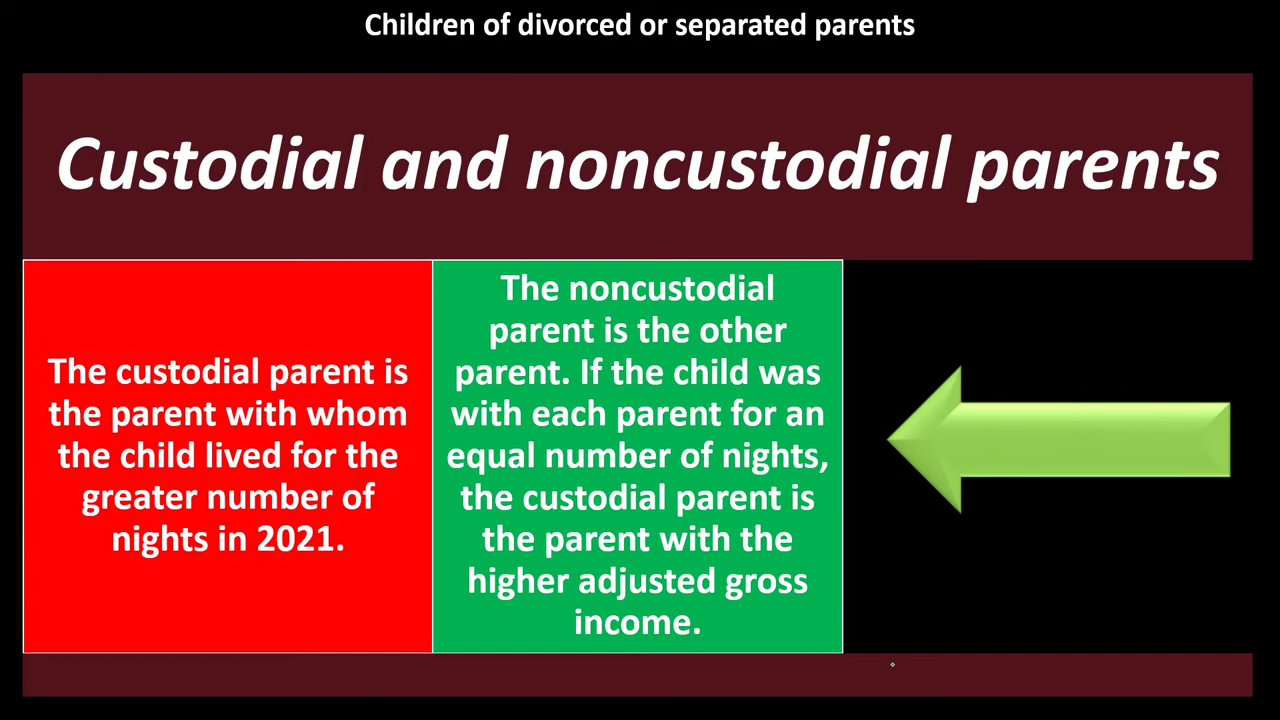 Children of divorced or separated parents
Custodial and noncustodial parents
The custodial parent is
the parent with whom
the child lived for the
greater number of
nights in 2021.
The noncustodial
parent is the other
parent. If the child was
with each parent for an
equal number of nights,
the custodial parent is
the parent with the
higher adjusted gross
income.